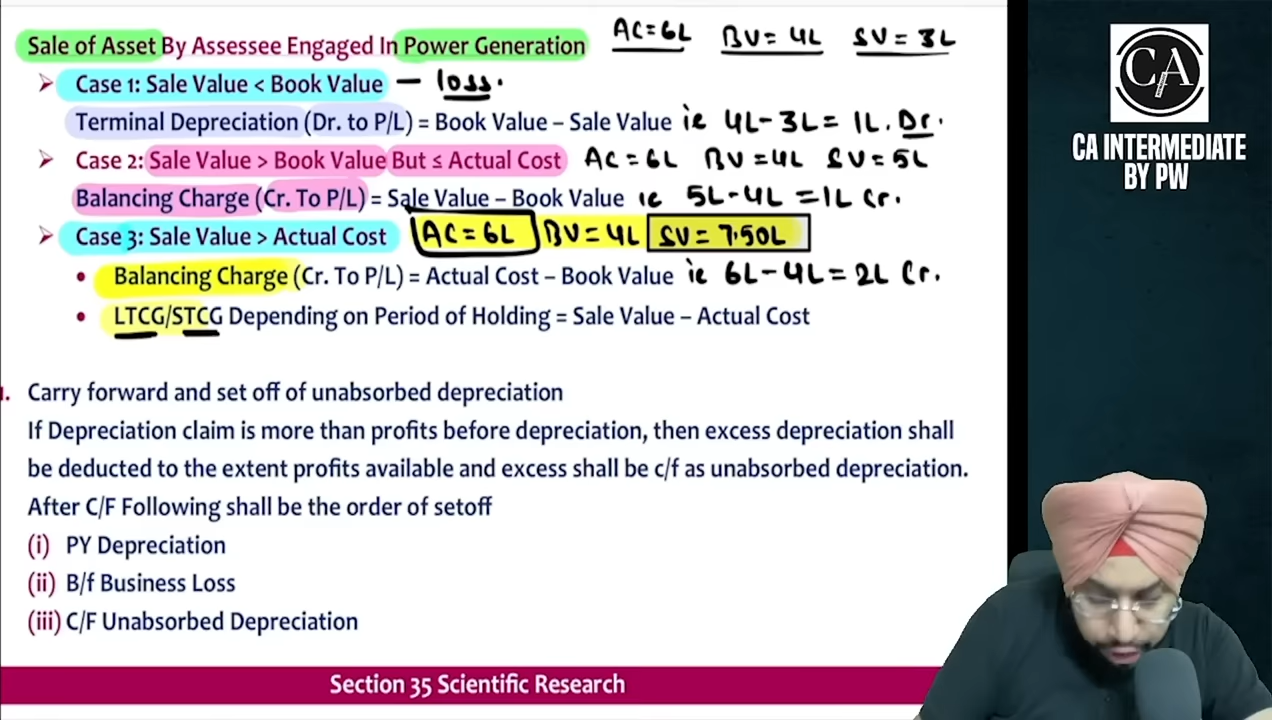 Sale of Asset By Assessee Engaged In Power Generation AC=6L BV=4L SV=3L
➤ Case 1: Sale Value < Book Value – loss.
Terminal Depreciation (Dr. to P/L) = Book Value – Sale Value ie 4L-3L= 1L. Dr.
➤ Case 2: Sale Value > Book Value But ≤ Actual Cost AC=6L BV=4L SV=5L
Balancing Charge (Cr. To P/L) = Sale Value – Book Value ie 5L-4L =1L Cr.
➤ Case 3: Sale Value > Actual Cost AC=6L BV=4L SV=7.50L
• Balancing Charge (Cr. To P/L) = Actual Cost – Book Value ie 6L-4L=2L Cr.
• LTCG/STCG Depending on Period of Holding = Sale Value – Actual Cost
Carry forward and set off of unabsorbed depreciation
If Depreciation claim is more than profits before depreciation, then excess depreciation shall
be deducted to the extent profits available and excess shall be c/f as unabsorbed depreciation.
After C/F Following shall be the order of setoff
(i) PY Depreciation
(ii) B/f Business Loss
(iii) C/F Unabsorbed Depreciation
Section 35 Scientific Research
CA
CA INTERMEDIATE
BY PW